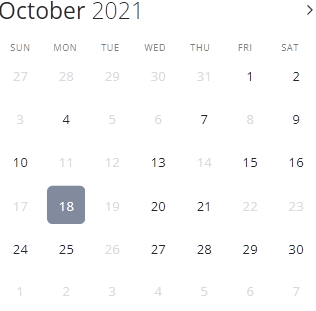 October 2021
SUN MON TUE WED THU FRI SAT
27 28 29 30 31 1 2
3 4 5 6 7 8 9
10 11 12 13 14 15 16
17 18 19 20 21 22 23
24 25 26 27 28 29 30
1 2 3 4 5 6 7